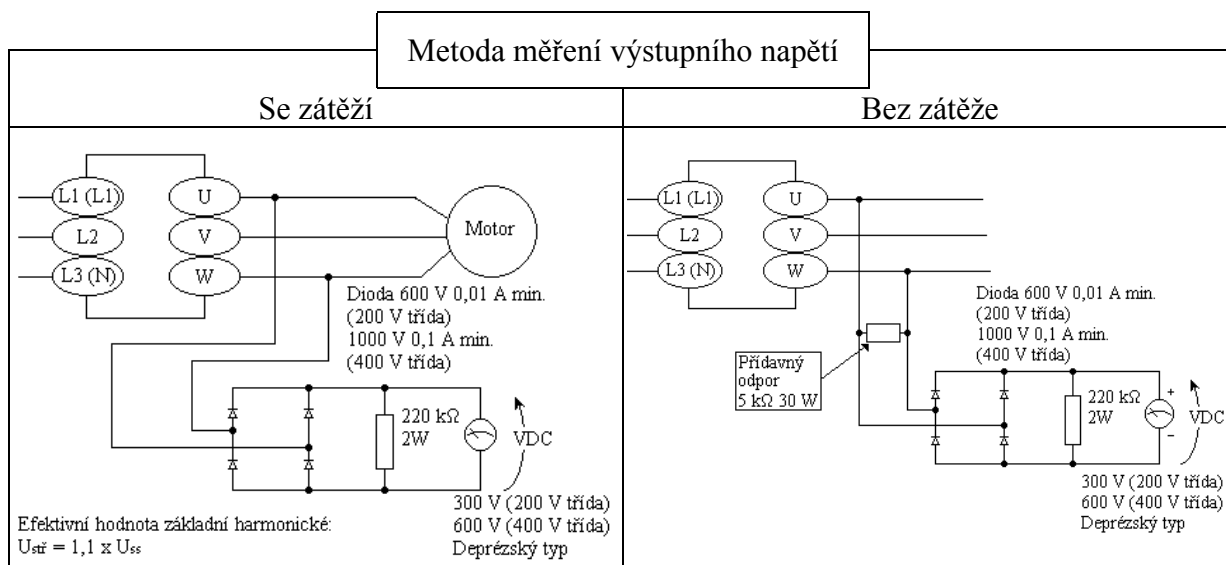 Metoda měření výstupního napětí
Se zátěží
L1 (L1)
U
L2
V
Motor
L3 (N)
W
Dioda 600 V 0,01 A min.
(200 V třída)
1000 V 0,1 A min.
(400 V třída)
220 kΩ
2W
VDC
300 V (200 V třída)
600 V (400 V třída)
Deprézský typ
Efektivní hodnota základní harmonické:
Ustř = 1,1 x Uss
Bez zátěže
L1 (L1)
U
L2
V
L3 (N)
W
Dioda 600 V 0,01 A min.
(200 V třída)
1000 V 0,1 A min.
(400 V třída)
Přídavný
odpor
5 kΩ 30 W
220 kΩ
2W
+
VDC
−
300 V (200 V třída)
600 V (400 V třída)
Deprézský typ